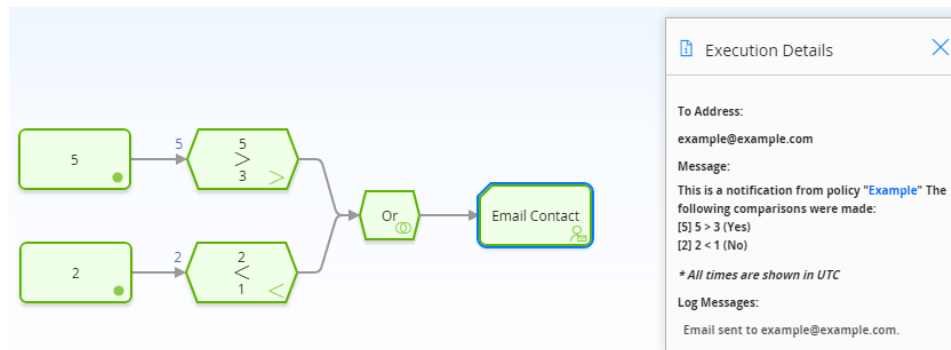 5
5
5
>
3
Or
Email Contact
2
2
2
<
1
Execution Details
To Address:
example@example.com
Message:
This is a notification from policy "Example" The
following comparisons were made:
[5] 5 > 3 (Yes)
[2] 2 < 1 (No)
* All times are shown in UTC
Log Messages:
Email sent to example@example.com.